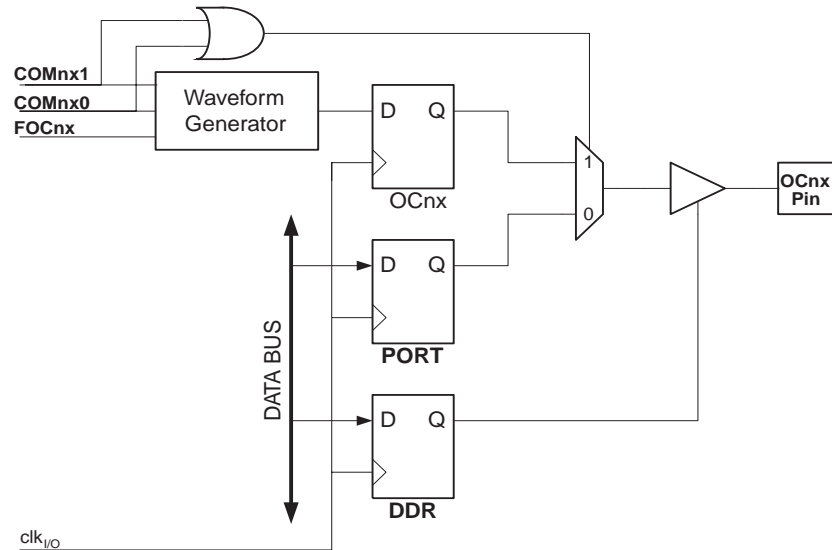 COMnx1
COMnx0
FOCnx
Waveform
Generator
D Q
OCnx
1
0
OCnx
Pin
D Q
PORT
DATA BUS
D Q
DDR
clkI/O